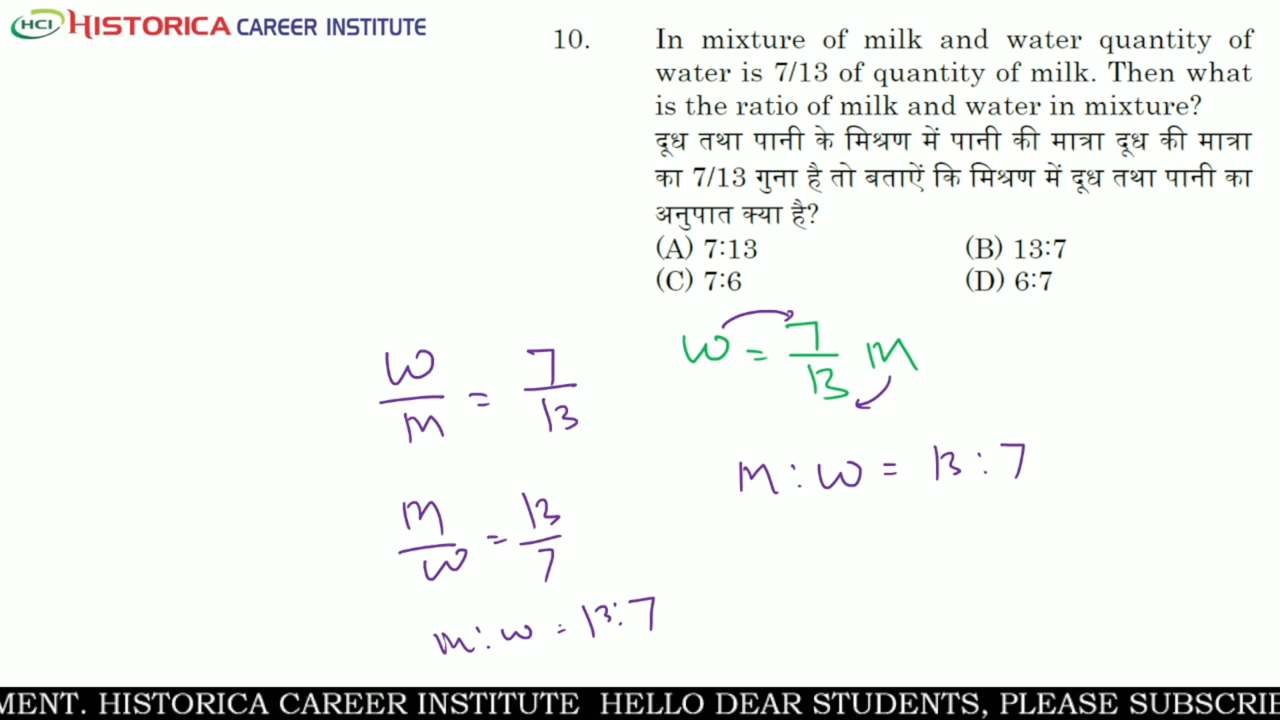 HCI HISTORICA CAREER INSTITUTE
10. In mixture of milk and water quantity of
water is 7/13 of quantity of milk. Then what
is the ratio of milk and water in mixture?
दूध तथा पानी के मिश्रण में पानी की मात्रा दूध की मात्रा
का 7/13 गुना है तो बताऐं कि मिश्रण में दूध तथा पानी का
अनुपात क्या है?
(A) 7:13 (B) 13:7
(C) 7:6 (D) 6:7
w = 7/13 m
w/m = 7/13
m : w = 13 : 7
m/w = 13/7
m : w = 13:7
MENT. HISTORICA CAREER INSTITUTE HELLO DEAR STUDENTS, PLEASE SUBSCRIE